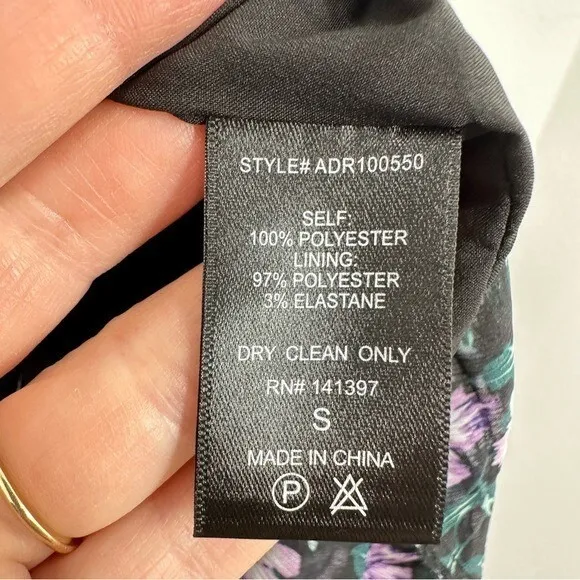 STYLE# ADR100550
SELF:
100% POLYESTER
LINING:
97% POLYESTER
3% ELASTANE
DRY CLEAN ONLY
RN# 141397
S
MADE IN CHINA
P